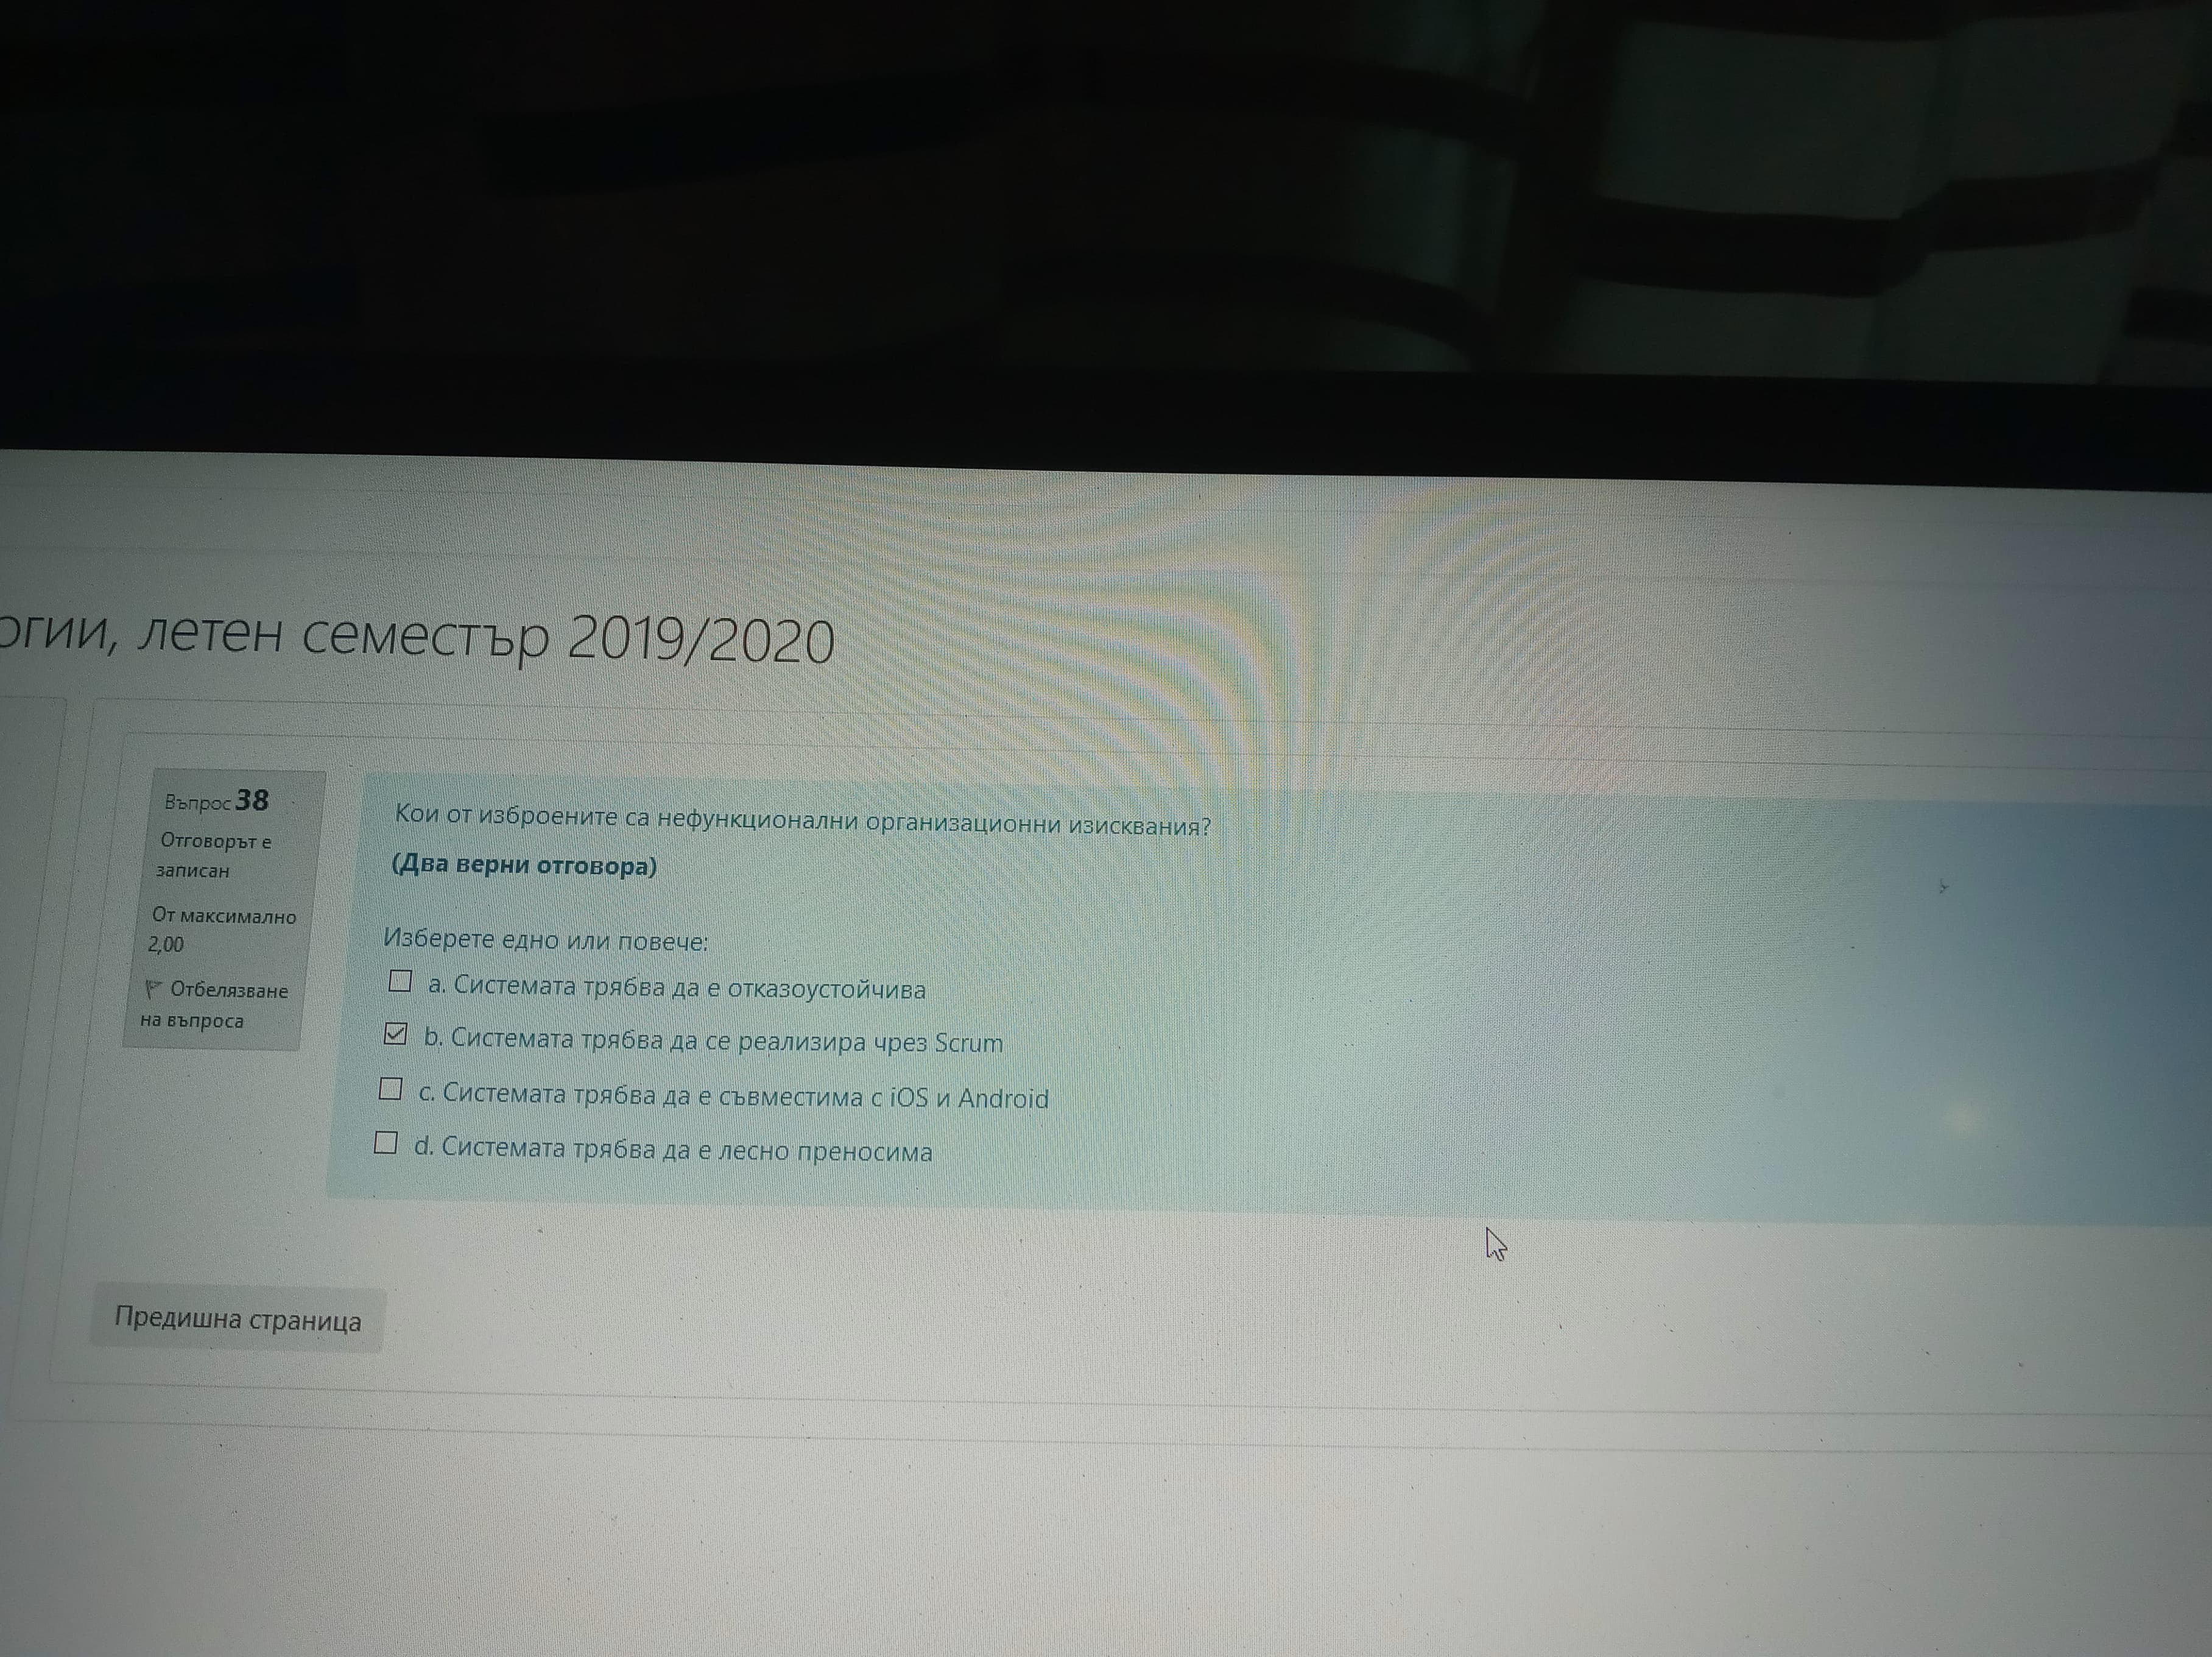 огии, летен семестър 2019/2020
Въпрос 38
Отговорът е
записан
От максимално
2,00
Отбелязване
на въпроса
Кои от изброените са нефункционални организационни изисквания?
(Два верни отговора)
Изберете едно или повече:
a. Системата трябва да е отказоустойчива
b. Системата трябва да се реализира чрез Scrum
c. Системата трябва да е съвместима с iOS и Android
d. Системата трябва да е лесно преносима
Предишна страница